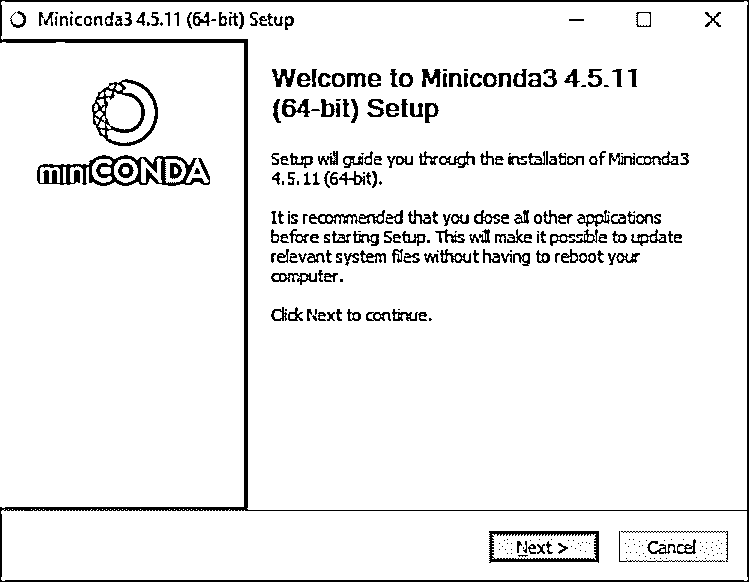 Miniconda3 4.5.11 (64-bit) Setup
Welcome to Miniconda3 4.5.11
(64-bit) Setup
miniCONDA
Setup will guide you through the installation of Miniconda3
4.5.11 (64-bit).
It is recommended that you close all other applications
before starting Setup. This will make it possible to update
relevant system files without having to reboot your
computer.
Click Next to continue.
Next >
Cancel